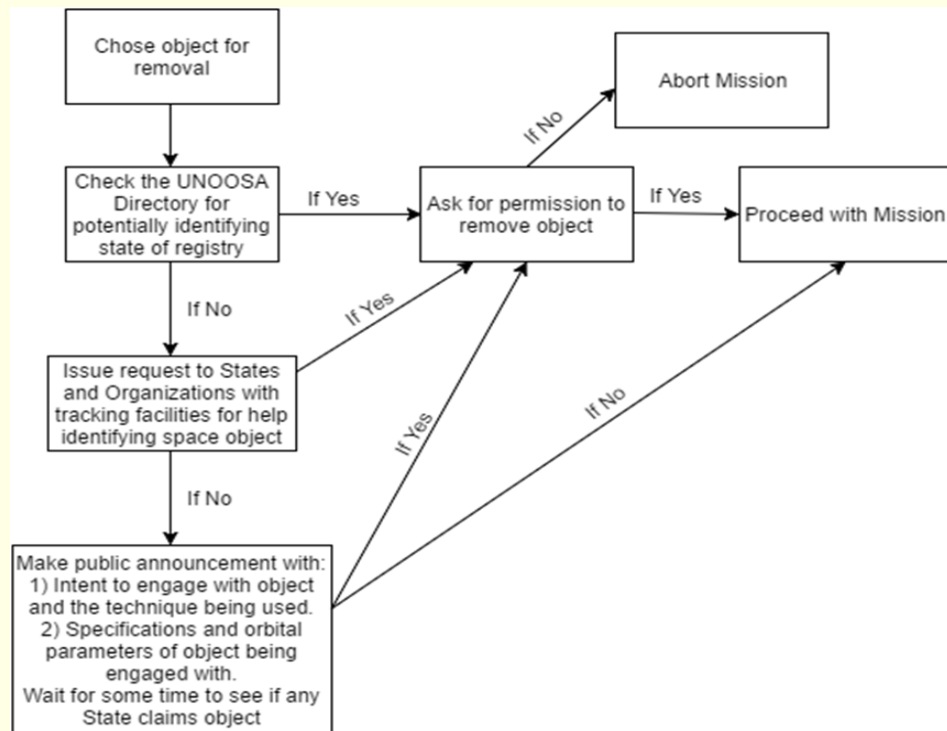 Chose object for
removal
Abort Mission
If No
Check the UNOOSA
Directory for
potentially identifying
state of registry
If Yes
Ask for permission to
remove object
If Yes
Proceed with Mission
If No
If Yes
Issue request to States
and Organizations with
tracking facilities for help
identifying space object
If Yes
If No
If No
Make public announcement with:
1) Intent to engage with object
and the technique being used.
2) Specifications and orbital
parameters of object being
engaged with.
Wait for some time to see if any
State claims object